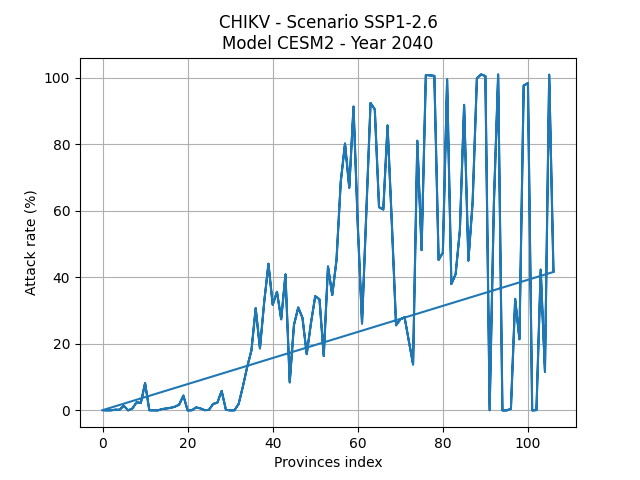 CHIKV - Scenario SSP1-2.6
Model CESM2 - Year 2040
100
80
60
40
20
0
Attack rate (%)
0 20 40 60 80 100
Provinces index